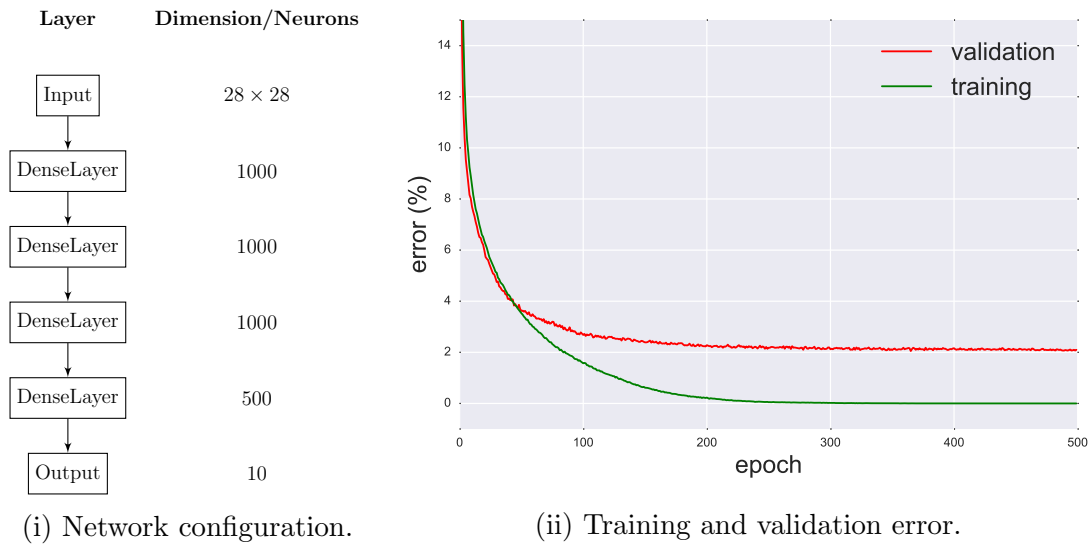 Layer Dimension/Neurons
Input 28 × 28
DenseLayer 1000
DenseLayer 1000
DenseLayer 1000
DenseLayer 500
Output 10
(i) Network configuration.
validation
training
error (%)
14
12
10
8
6
4
2
0
0 100 200 300 400 500
epoch
(ii) Training and validation error.